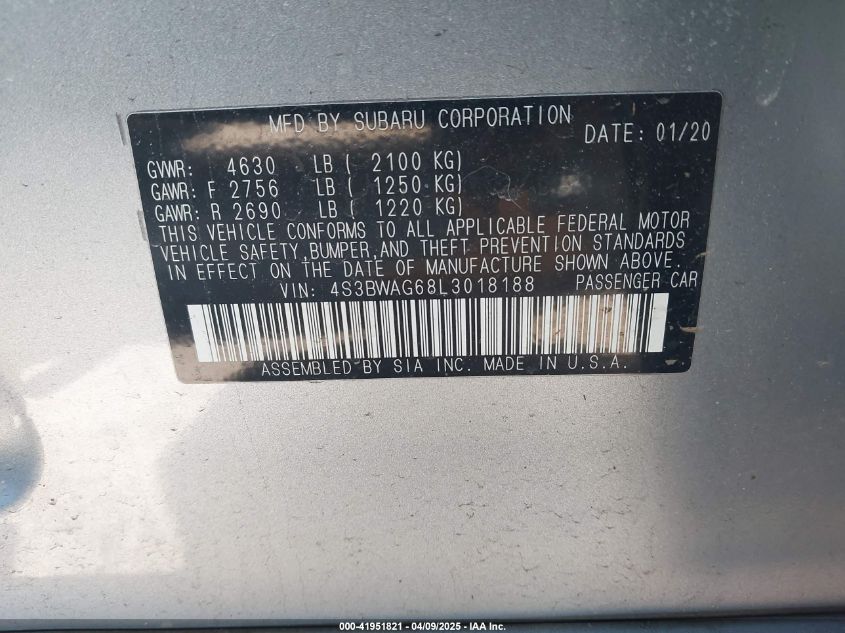 MFD BY SUBARU CORPORATION
DATE: 01/20
GVWR: 4630 LB ( 2100 KG)
GAWR: F 2756 LB ( 1250 KG)
GAWR: R 2690 LB ( 1220 KG)
THIS VEHICLE CONFORMS TO ALL APPLICABLE FEDERAL MOTOR
VEHICLE SAFETY,BUMPER,AND THEFT PREVENTION STANDARDS
IN EFFECT ON THE DATE OF MANUFACTURE SHOWN ABOVE.
VIN: 4S3BWAG68L3018188 PASSENGER CAR
ASSEMBLED BY SIA INC. MADE IN U.S.A.
000-41951821 - 04/09/2025 - IAA Inc.